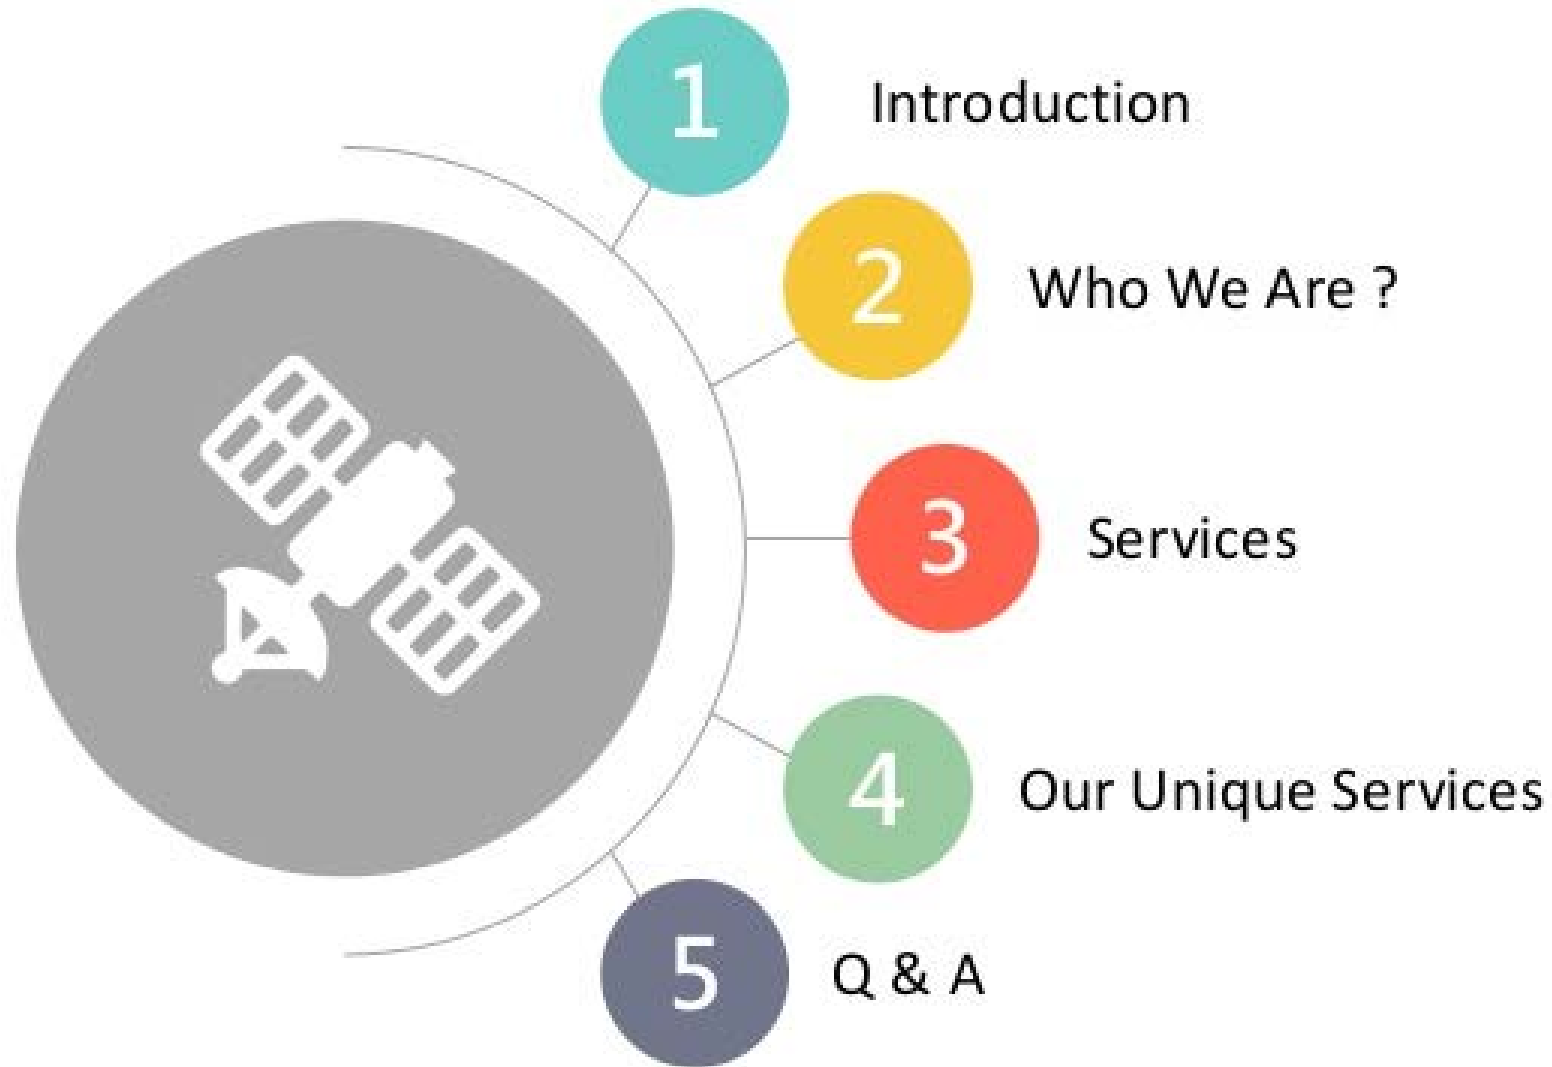 1 Introduction
2 Who We Are ?
3 Services
4 Our Unique Services
5 Q & A